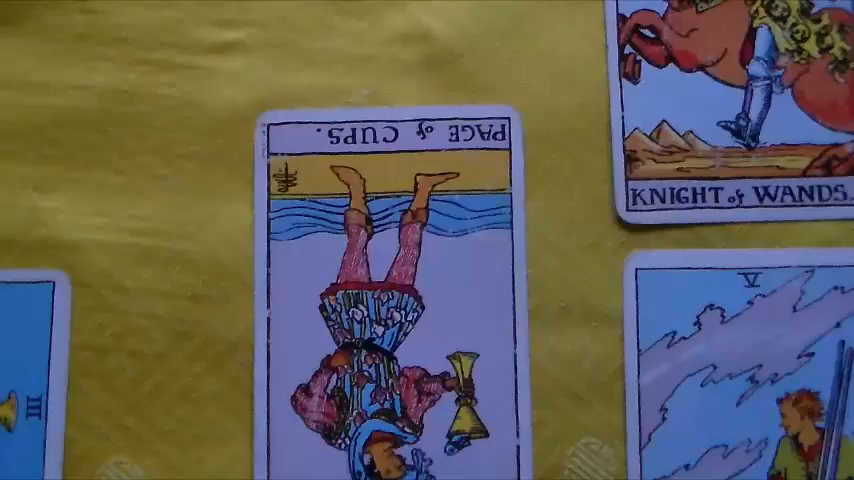 PAGE of CUPS.
KNIGHT of WANDS.
V
III